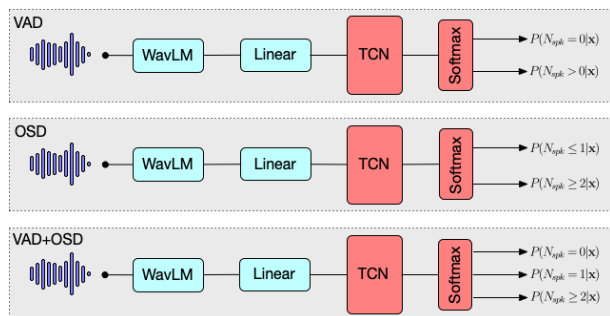 VAD
WavLM Linear TCN Softmax
P(N_spk = 0|x)
P(N_spk > 0|x)
OSD
WavLM Linear TCN Softmax
P(N_spk ≤ 1|x)
P(N_spk ≥ 2|x)
VAD+OSD
WavLM Linear TCN Softmax
P(N_spk = 0|x)
P(N_spk = 1|x)
P(N_spk ≥ 2|x)